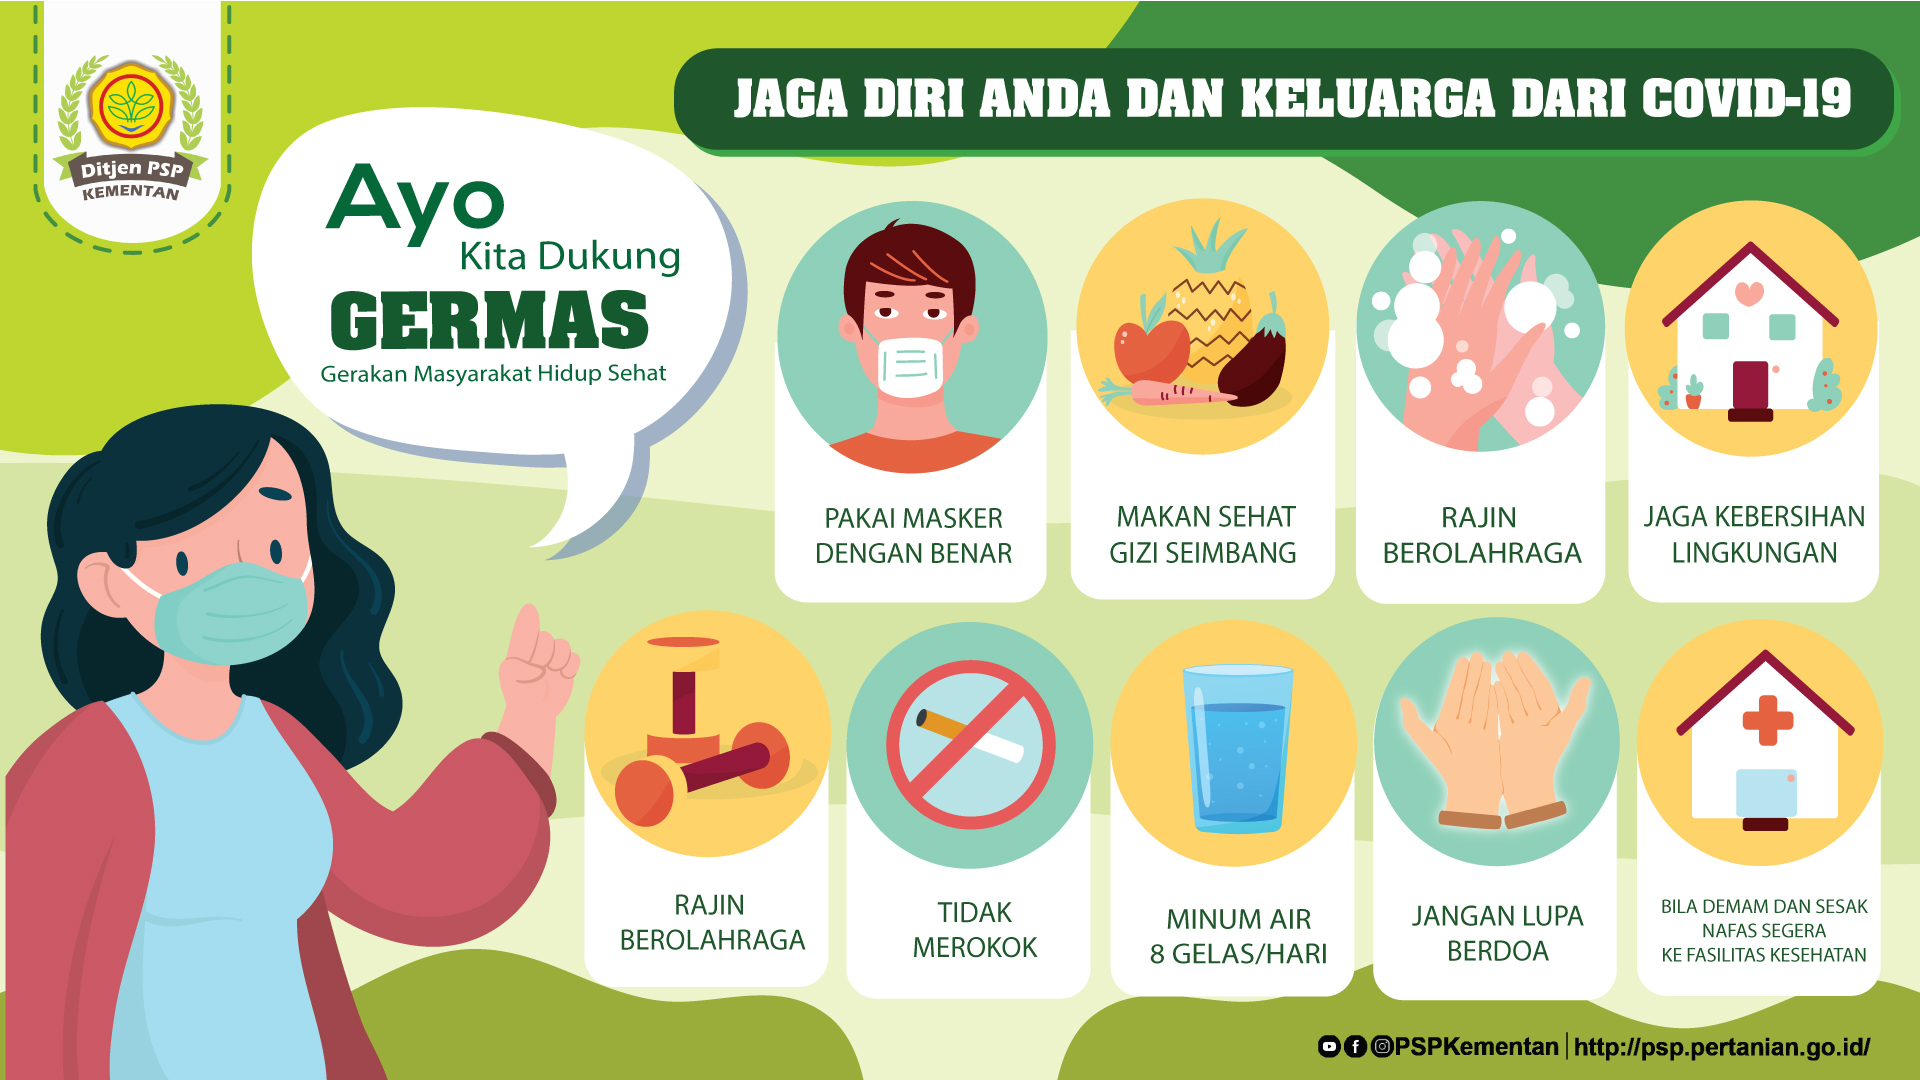 Ditjen PSP
KEMENTAN
JAGA DIRI ANDA DAN KELUARGA DARI COVID-19
Ayo
Kita Dukung
GERMAS
Gerakan Masyarakat Hidup Sehat
PAKAI MASKER
DENGAN BENAR
MAKAN SEHAT
GIZI SEIMBANG
RAJIN
BEROLAHRAGA
JAGA KEBERSIHAN
LINGKUNGAN
RAJIN
BEROLAHRAGA
TIDAK
MEROKOK
MINUM AIR
8 GELAS/HARI
JANGAN LUPA
BERDOA
BILA DEMAM DAN SESAK
NAFAS SEGERA
KE FASILITAS KESEHATAN
PSPKementan | http://psp.pertanian.go.id/